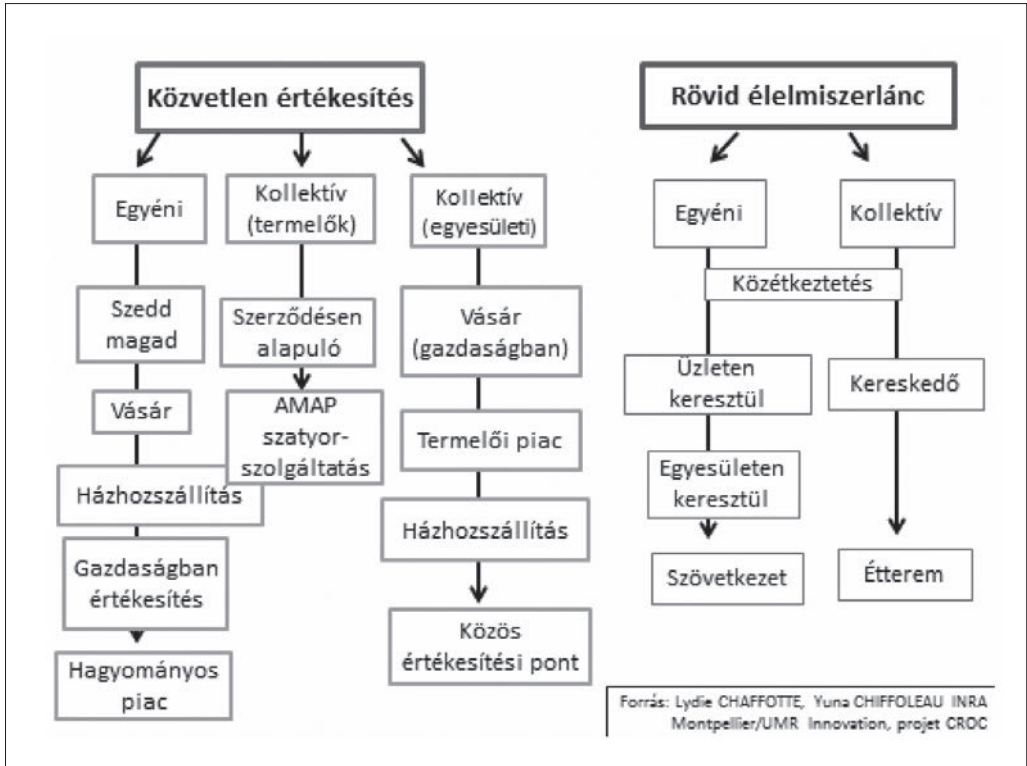 Közvetlen értékesítés
Egyéni
Szedd
magad
Vásár
Házhozszállítás
Gazdaságban
értékesítés
Hagyományos
piac
Kollektív
(termelők)
Szerződésen
alapuló
AMAP
szatyor-
szolgáltatás
Kollektív
(egyesületi)
Vásár
(gazdaságban)
Termelői piac
Házhozszállítás
Közös
értékesítési pont
Rövid élelmiszerlánc
Egyéni
Kollektív
Közétkeztetés
Üzleten
keresztül
Egyesületen
keresztül
Szövetkezet
Kereskedő
Étterem
Forrás: Lydie CHAFFOTTE, Yuna CHIFFOLEAU INRA
Montpellier/UMR Innovation, projet CROC